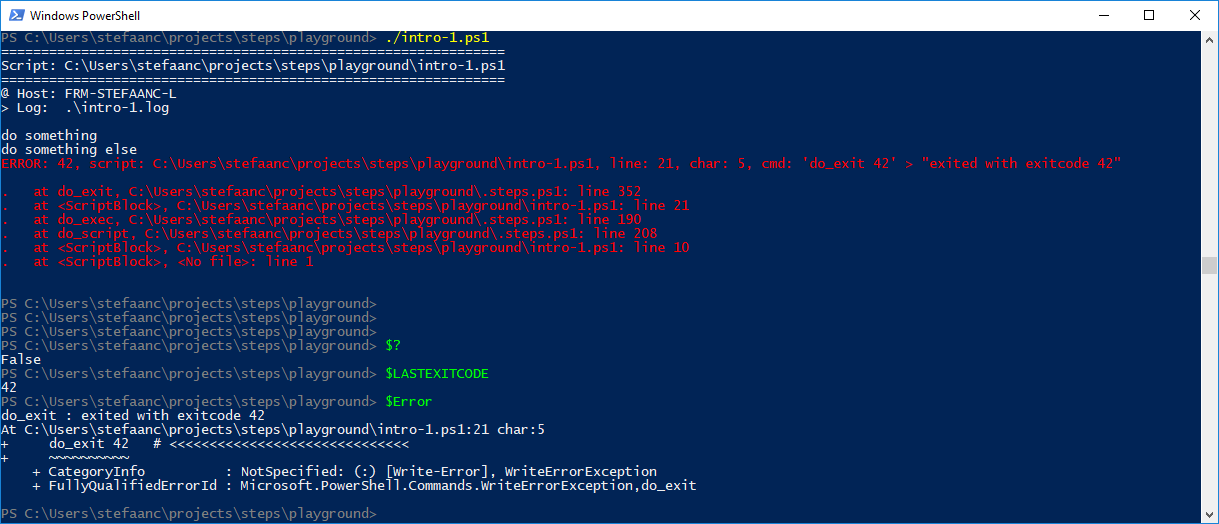 Windows PowerShell
PS C:\Users\stefaanc\projects\steps\playground> ./intro-1.ps1
===============================================================
Script: C:\Users\stefaanc\projects\steps\playground\intro-1.ps1
===============================================================
@ Host: FRM-STEFAANC-L
> Log:  .\intro-1.log
do something
do something else
ERROR: 42, script: C:\Users\stefaanc\projects\steps\playground\intro-1.ps1, line: 21, char: 5, cmd: 'do_exit 42' > "exited with exitcode 42"
.   at do_exit, C:\Users\stefaanc\projects\steps\playground\.steps.ps1: line 352
.   at <ScriptBlock>, C:\Users\stefaanc\projects\steps\playground\intro-1.ps1: line 21
.   at do_exec, C:\Users\stefaanc\projects\steps\playground\.steps.ps1: line 190
.   at do_script, C:\Users\stefaanc\projects\steps\playground\.steps.ps1: line 208
.   at <ScriptBlock>, C:\Users\stefaanc\projects\steps\playground\intro-1.ps1: line 10
.   at <ScriptBlock>, <No file>: line 1
PS C:\Users\stefaanc\projects\steps\playground>
PS C:\Users\stefaanc\projects\steps\playground>
PS C:\Users\stefaanc\projects\steps\playground>
PS C:\Users\stefaanc\projects\steps\playground> $?
False
PS C:\Users\stefaanc\projects\steps\playground> $LASTEXITCODE
42
PS C:\Users\stefaanc\projects\steps\playground> $Error
do_exit : exited with exitcode 42
At C:\Users\stefaanc\projects\steps\playground\intro-1.ps1:21 char:5
+     do_exit 42   # <<<<<<<<<<<<<<<<<<<<<<<<<<<<<<
+     ~~~~~~~~~~
    + CategoryInfo          : NotSpecified: (:) [Write-Error], WriteErrorException
    + FullyQualifiedErrorId : Microsoft.PowerShell.Commands.WriteErrorException,do_exit
PS C:\Users\stefaanc\projects\steps\playground>